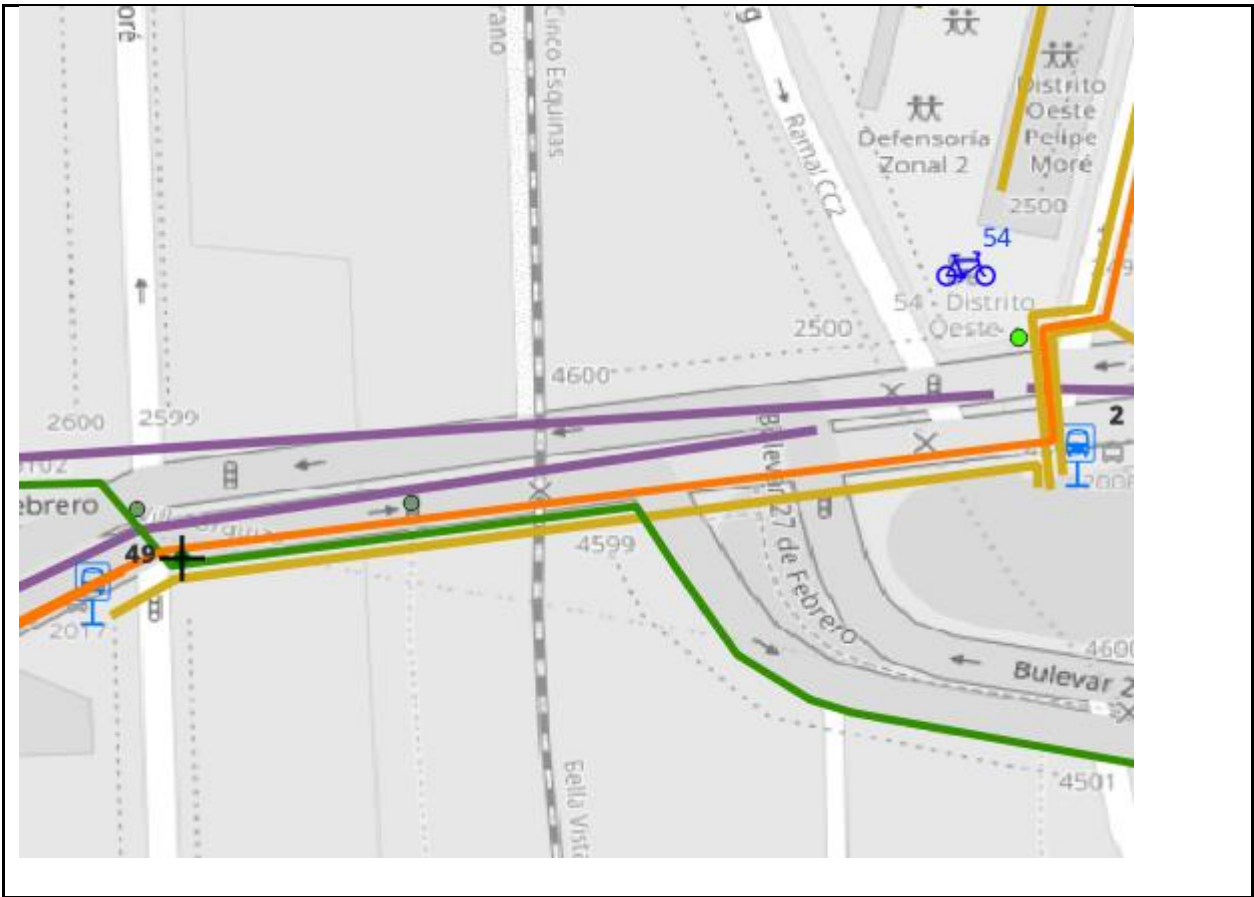 oré
ano
Cinco Esquinas
g
Ramal CC2
Defensoría
Zonal 2
Distrito
Oeste
Felipe
Moré
2500
54
54 - Distrito
Oeste
2500
4600
2600
2599
2
ebrero
49
4599
2017
Bulevar 27 de Febrero
4600
Bulevar 2
4501
Bella Vista